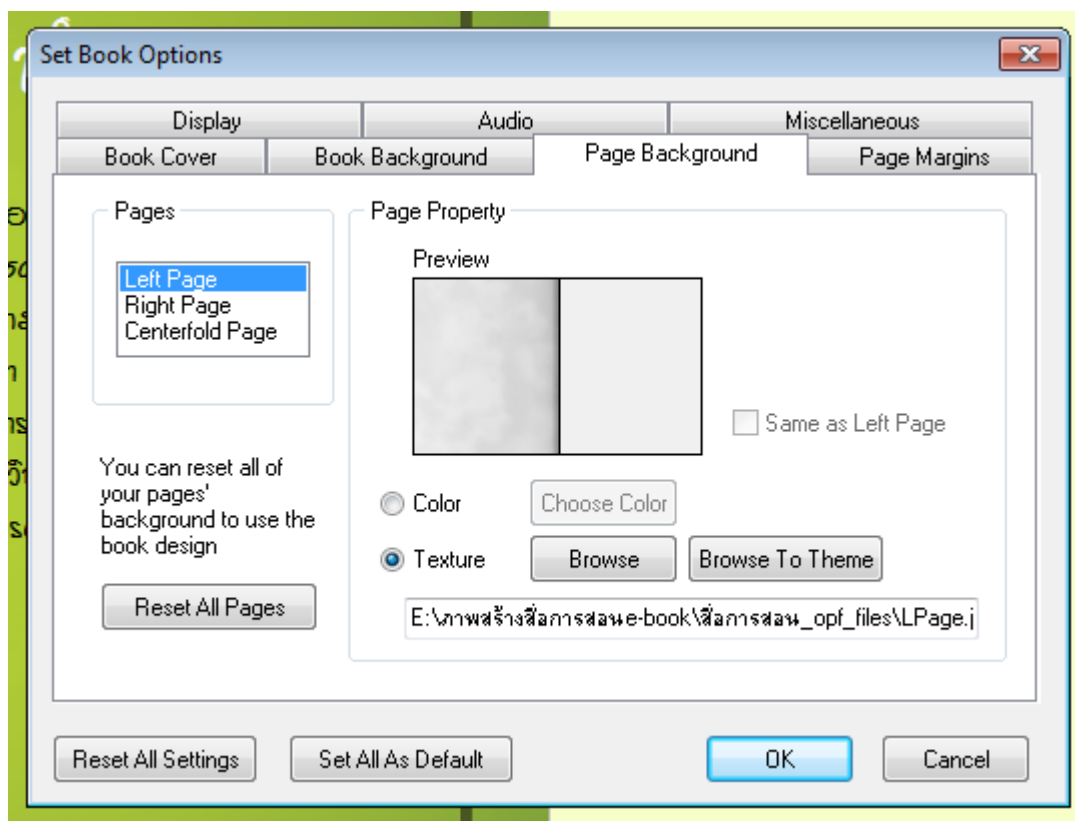 Set Book Options
Display Audio Miscellaneous
Book Cover Book Background Page Background Page Margins
Pages
Left Page
Right Page
Centerfold Page
You can reset all of
your pages'
background to use the
book design
Reset All Pages
Page Property
Preview
Same as Left Page
Color Choose Color
Texture Browse Browse To Theme
E:\ภาพสร้างสื่อการสอนe-book\สื่อการสอน_opf_files\LPage.j
Reset All Settings Set All As Default OK Cancel